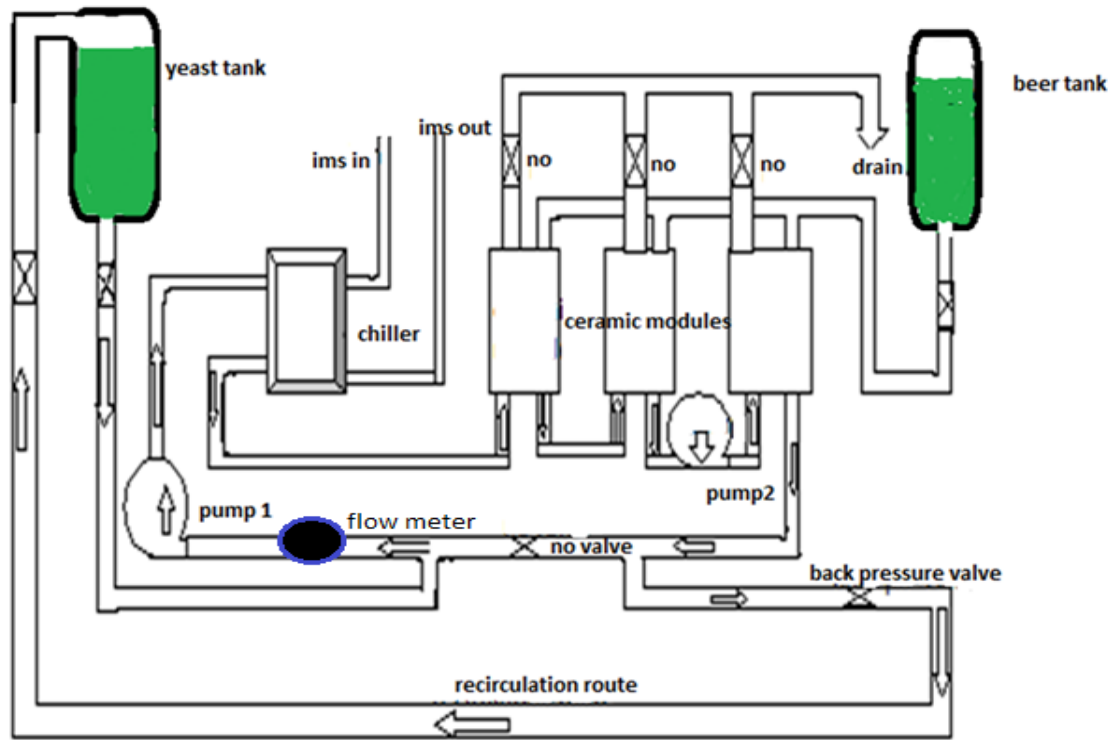 yeast tank
beer tank
ims out
ims in
no
no
no
drain
ceramic modules
chiller
pump2
pump 1
flow meter
no valve
back pressure valve
recirculation route